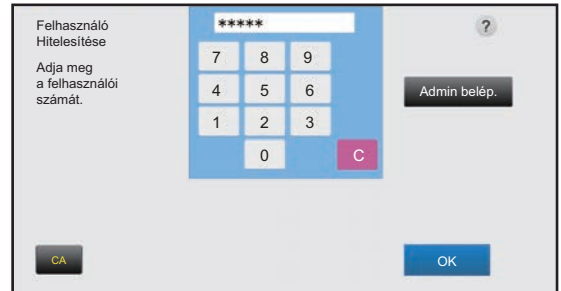 Felhasználó
Hitelesítése
Adja meg
a felhasználói
számát.
*****
?
7 8 9
4 5 6
1 2 3
0 C
Admin belép.
CA
OK